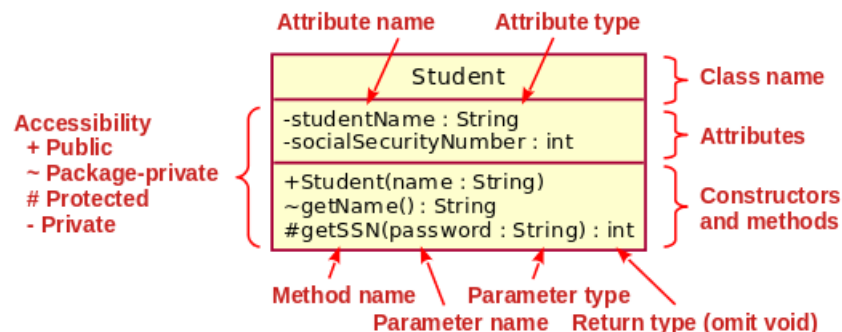 Attribute name
Attribute type
Student
Class name
-studentName : String
-socialSecurityNumber : int
Attributes
Accessibility
+ Public
~ Package-private
# Protected
- Private
+Student(name : String)
~getName() : String
#getSSN(password : String) : int
Constructors
and methods
Method name
Parameter type
Parameter name
Return type (omit void)